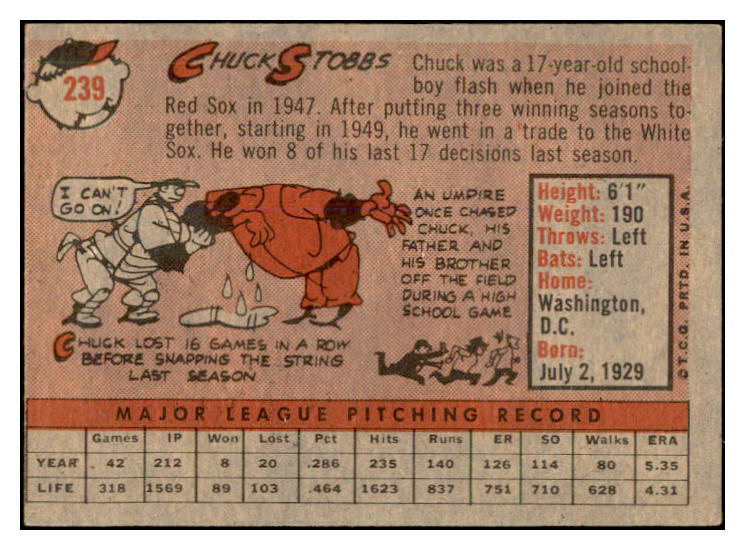 239
CHUCK STOBBS
Chuck was a 17-year-old school-
boy flash when he joined the
Red Sox in 1947. After putting three winning seasons to-
gether, starting in 1949, he went in a trade to the White
Sox. He won 8 of his last 17 decisions last season.
I CAN'T
GO ON!
CHUCK LOST 16 GAMES IN A ROW
BEFORE SNAPPING THE STRING
LAST SEASON
AN UMPIRE
ONCE CHASED
CHUCK, HIS
FATHER AND
HIS BROTHER
OFF THE FIELD
DURING A HIGH
SCHOOL GAME
Height: 6'1"
Weight: 190
Throws: Left
Bats: Left
Home:
Washington,
D.C.
Born:
July 2, 1929
© T.C.G. PRTD. IN U.S.A.
MAJOR LEAGUE PITCHING RECORD
Games IP Won Lost Pct Hits Runs ER SO Walks ERA
YEAR 42 212 8 20 .286 235 140 126 114 80 5.35
LIFE 318 1569 89 103 .464 1623 837 751 710 628 4.31